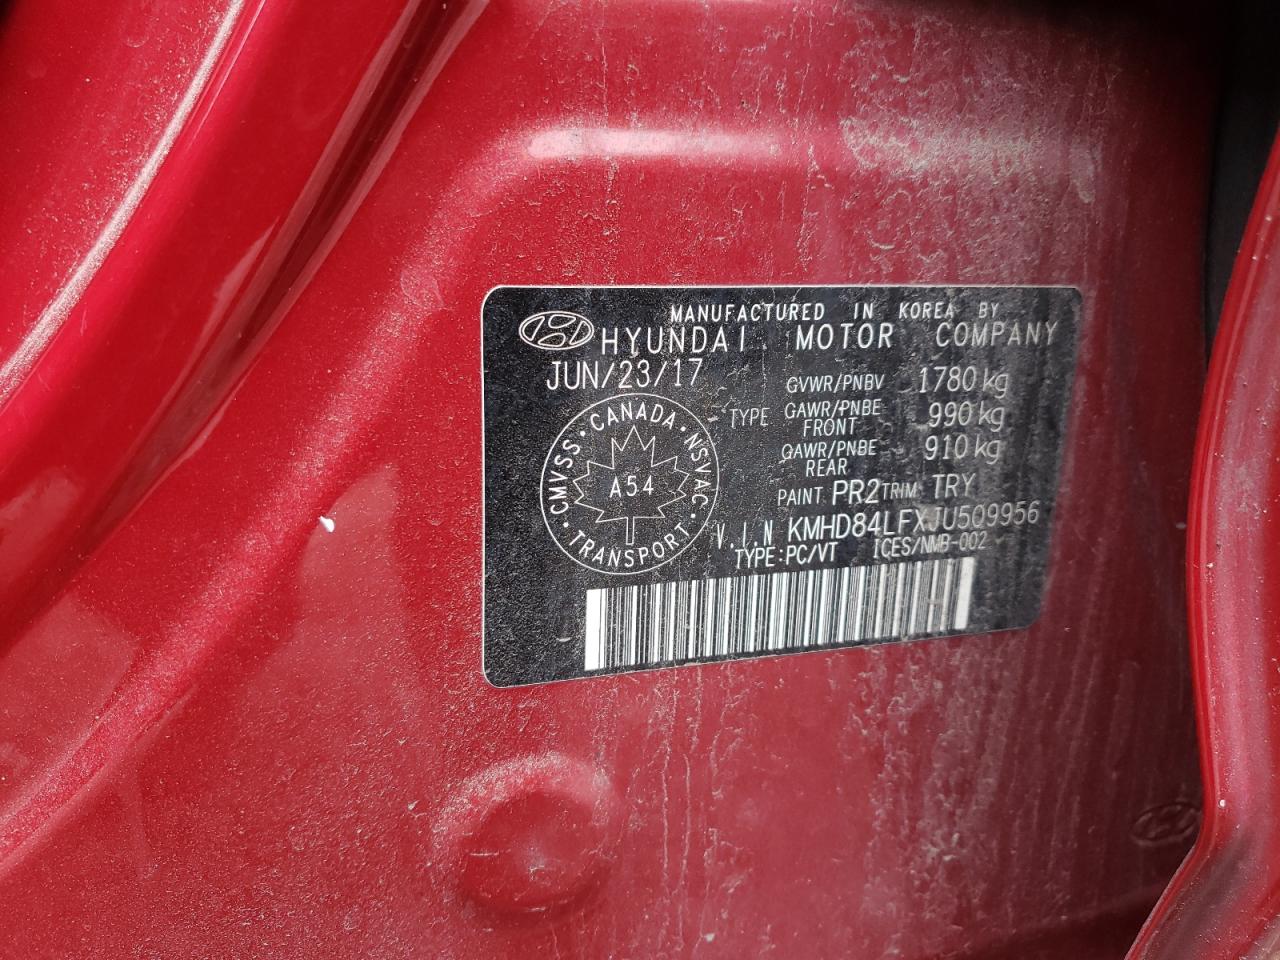 MANUFACTURED IN KOREA BY
HYUNDAI MOTOR COMPANY
JUN/23/17
GVWR/PNBV 1780 kg
TYPE GAWR/PNBE FRONT 990 kg
GAWR/PNBE REAR 910 kg
CMVSS · CANADA · NSVAC · TRANSPORT ·
A54
PAINT PR2 TRIM TRY
V.I.N KMHD84LFXJU509956
TYPE:PC/VT ICES/NMB-002